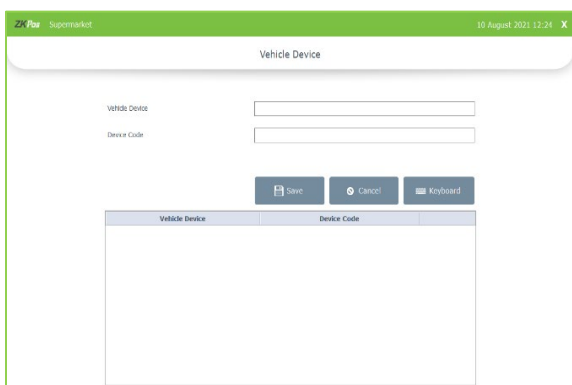 ZKPos Supermarket 10 August 2021 12:24 X
Vehicle Device
Vehicle Device
Device Code
Save Cancel Keyboard
Vehicle Device Device Code